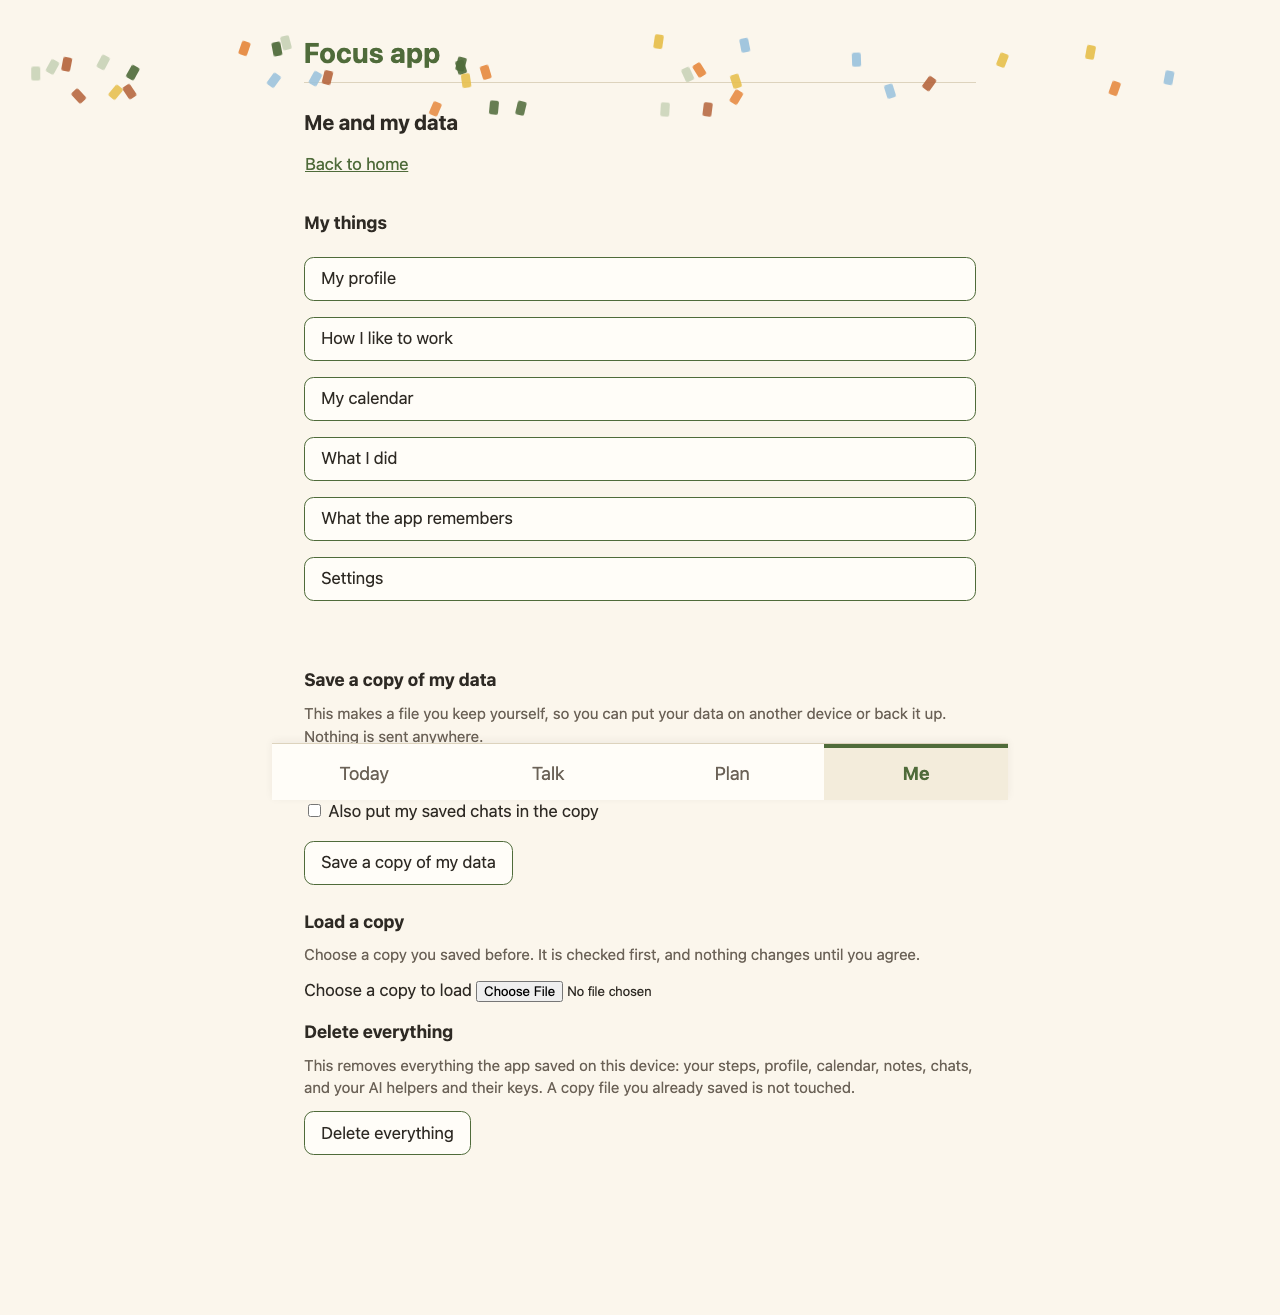 Focus app
Me and my data
Back to home
My things
My profile
How I like to work
My calendar
What I did
What the app remembers
Settings
Save a copy of my data
This makes a file you keep yourself, so you can put your data on another device or back it up.
Nothing is sent anywhere.
Today Talk Plan Me
Also put my saved chats in the copy
Save a copy of my data
Load a copy
Choose a copy you saved before. It is checked first, and nothing changes until you agree.
Choose a copy to load Choose File No file chosen
Delete everything
This removes everything the app saved on this device: your steps, profile, calendar, notes, chats,
and your AI helpers and their keys. A copy file you already saved is not touched.
Delete everything